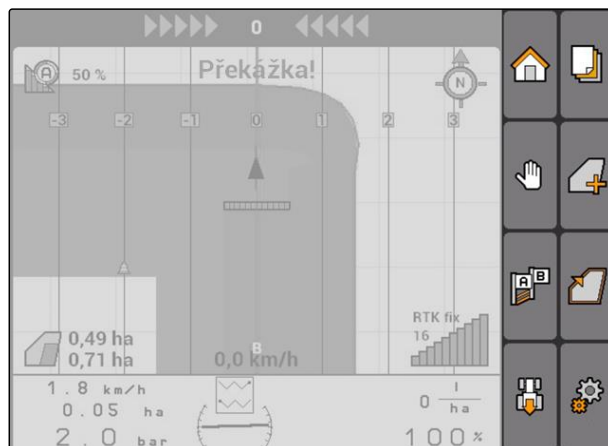 0
A
50 %
Překážka!
N
-3 -2 -1 0 1 2 3
A B
0,49 ha
0,71 ha
B
0,0 km/h
RTK fix
16
1.8 km/h
0.05 ha
2.0 bar
0 l/ha
100 %